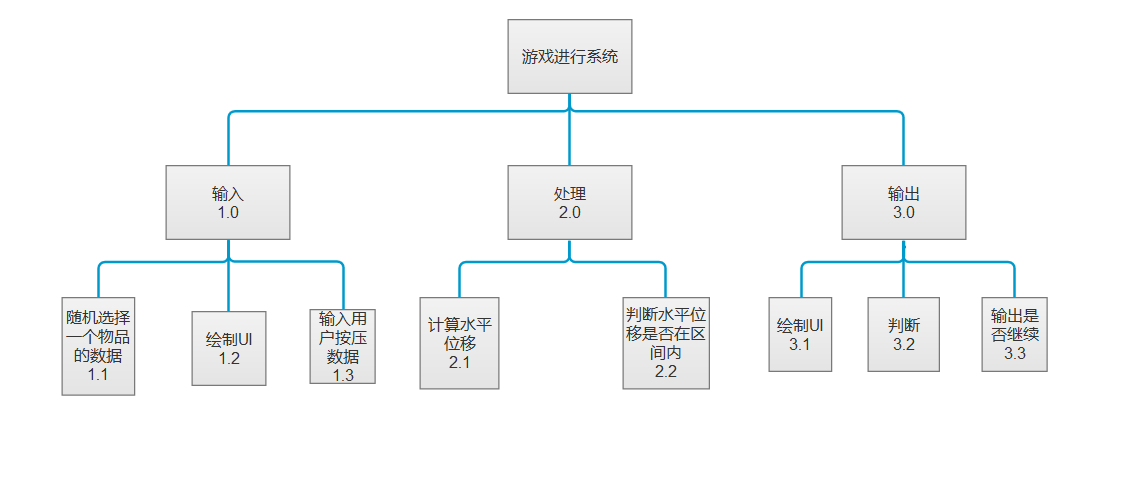 游戏进行系统
输入
1.0
处理
2.0
输出
3.0
随机选择
一个物品
的数据
1.1
绘制UI
1.2
输入用
户按压
数据
1.3
计算水平
位移
2.1
判断水平位
移是否在区
间内
2.2
绘制UI
3.1
判断
3.2
输出是
否继续
3.3